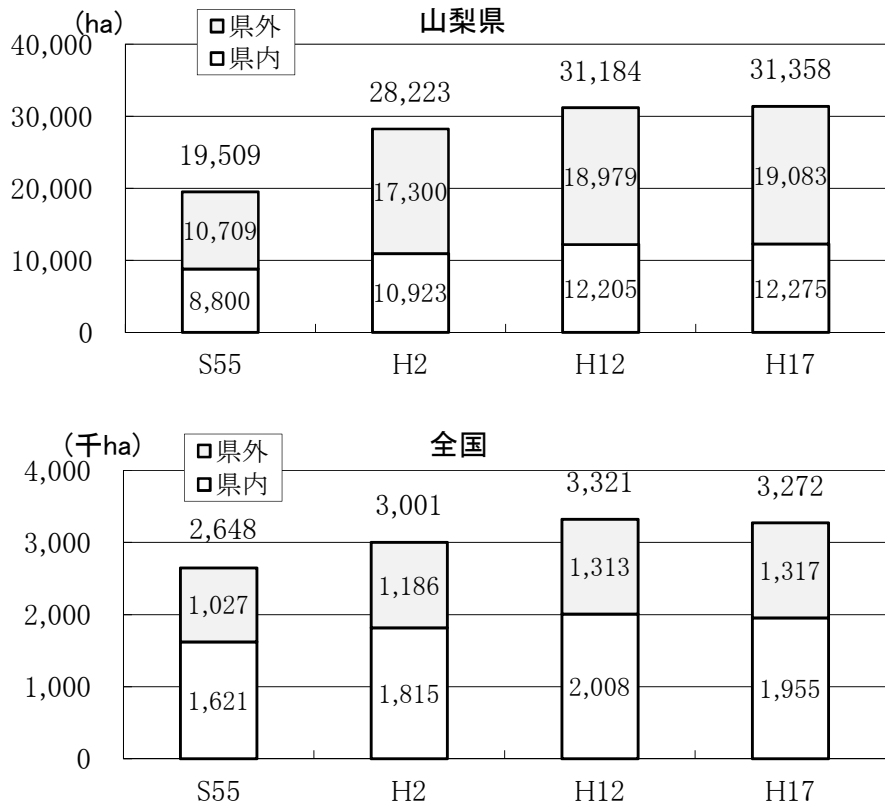 (ha)
山梨県
県外
県内
40,000
30,000
20,000
10,000
0
19,509
28,223
31,184
31,358
10,709
17,300
18,979
19,083
8,800
10,923
12,205
12,275
S55
H2
H12
H17
(千ha)
全国
県外
県内
4,000
3,000
2,000
1,000
0
2,648
3,001
3,321
3,272
1,027
1,186
1,313
1,317
1,621
1,815
2,008
1,955
S55
H2
H12
H17